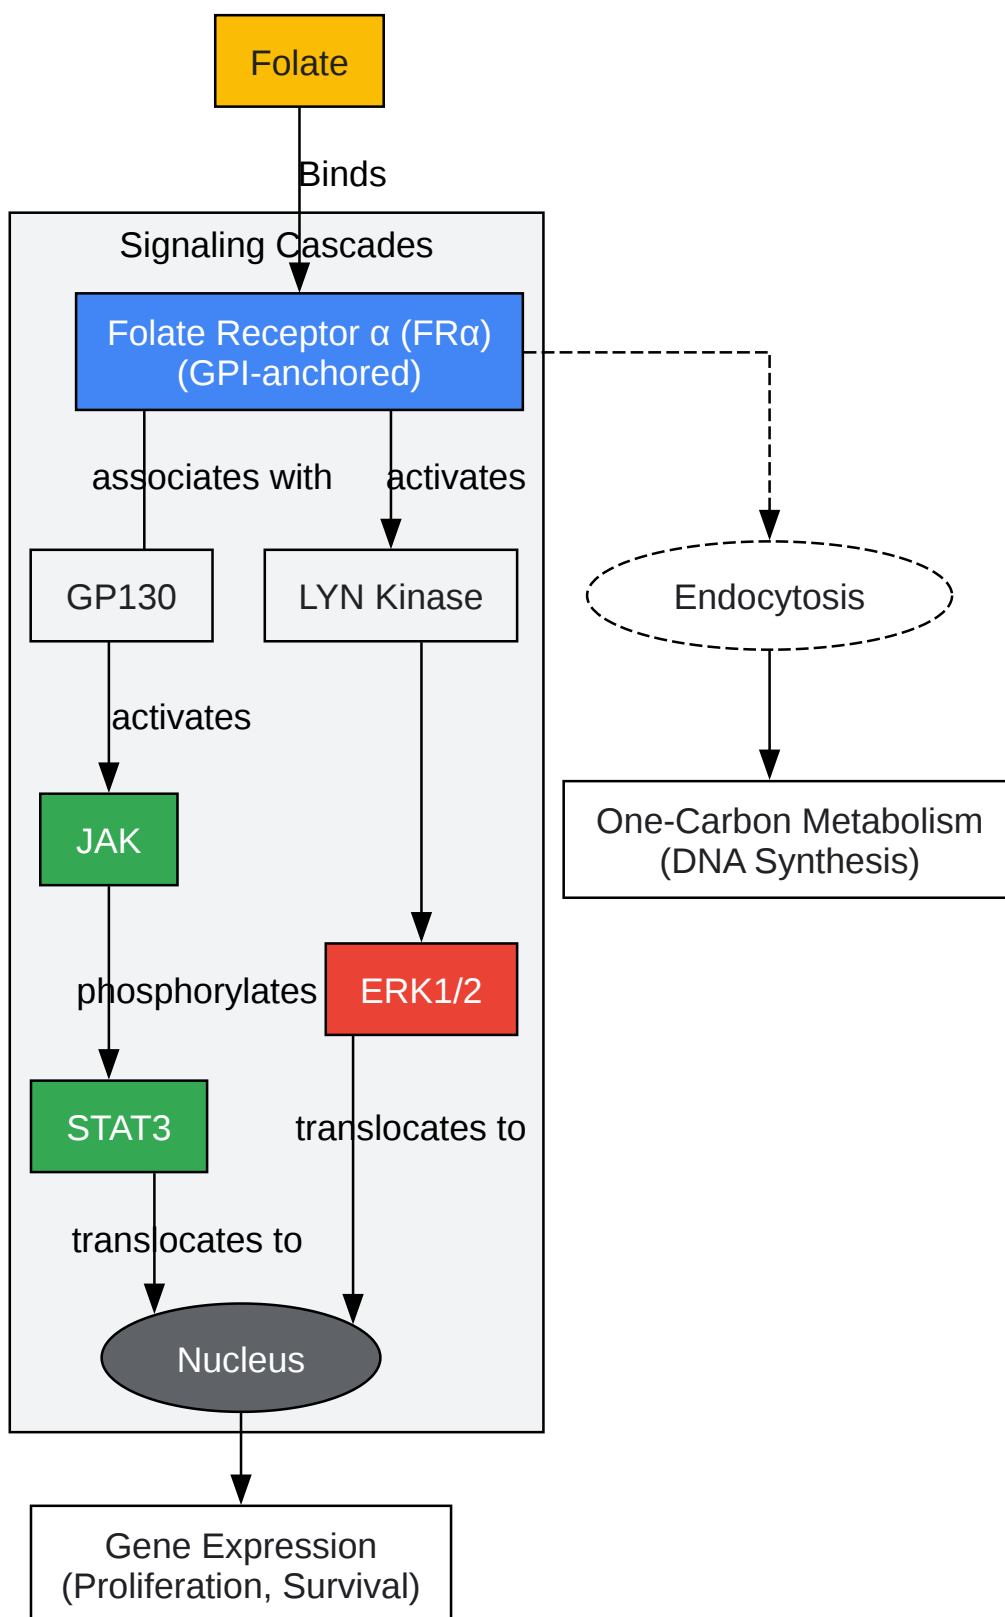 Folate
Binds
Signaling Cascades
Folate Receptor α (FRα)
(GPI-anchored)
associates with
activates
GP130
LYN Kinase
Endocytosis
activates
JAK
One-Carbon Metabolism
(DNA Synthesis)
phosphorylates
ERK1/2
STAT3
translocates to
translocates to
Nucleus
Gene Expression
(Proliferation, Survival)